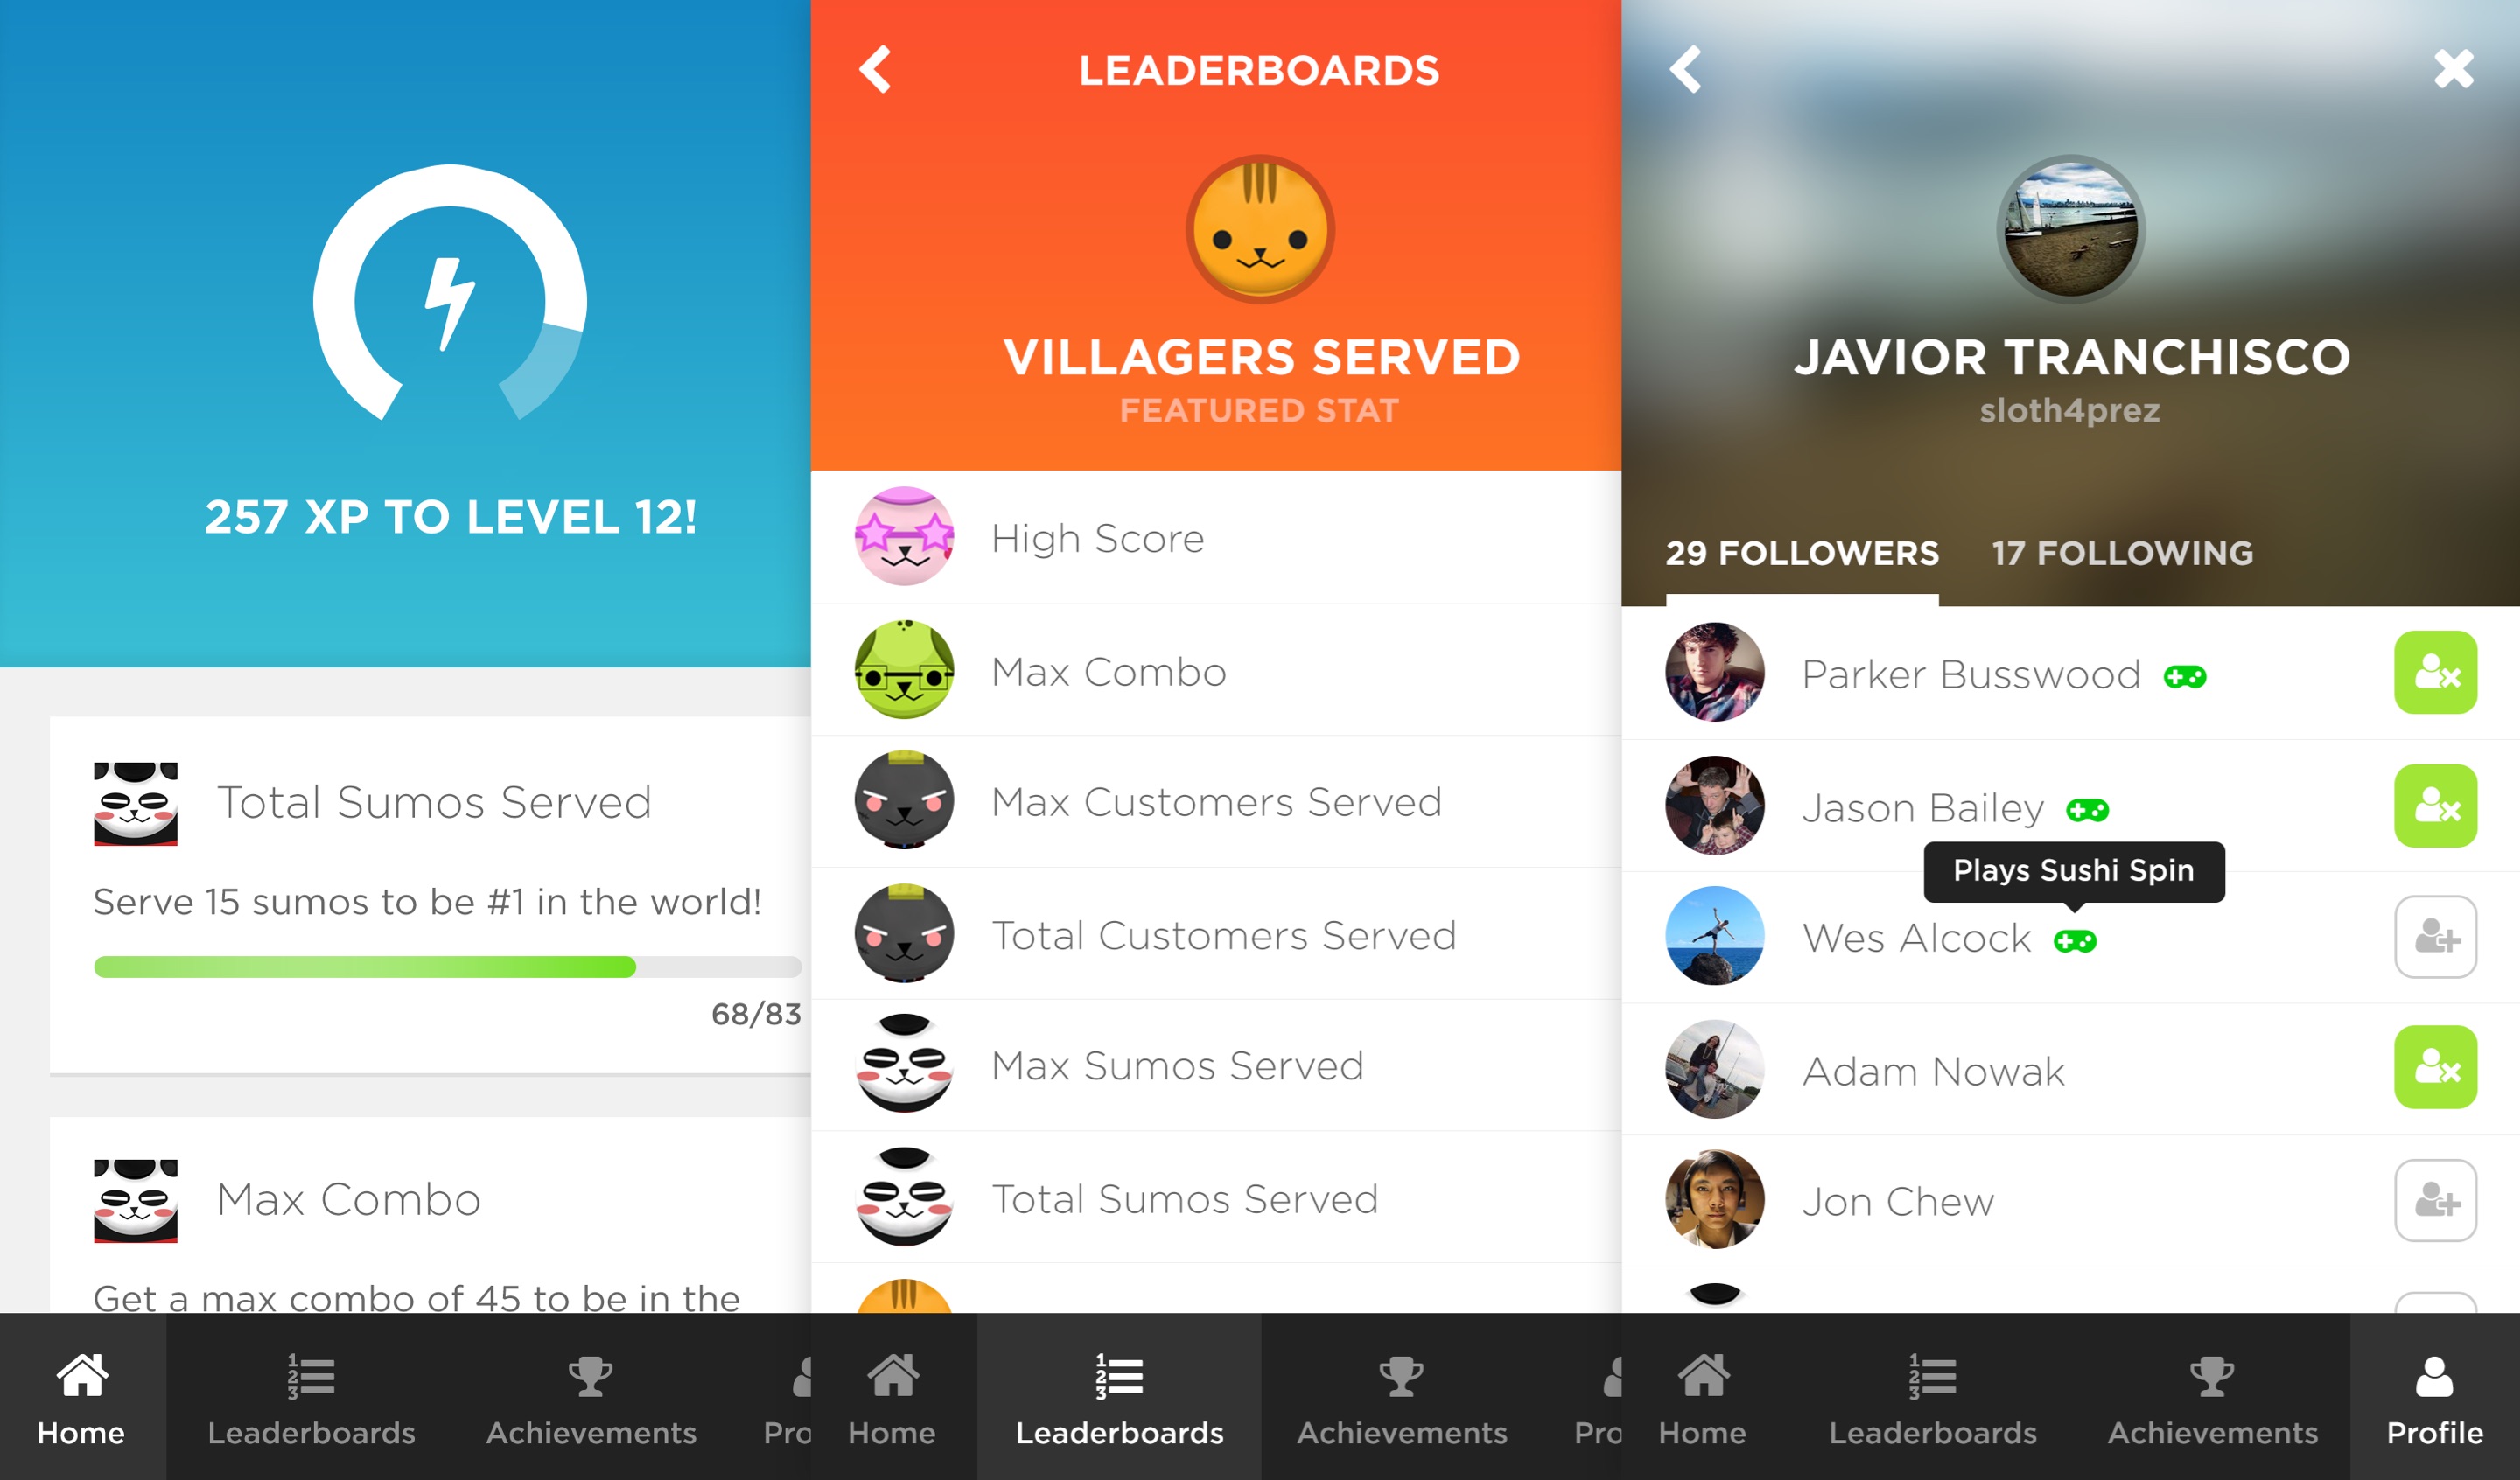 257 XP TO LEVEL 12!
Total Sumos Served
Serve 15 sumos to be #1 in the world!
68/83
Max Combo
Get a max combo of 45 to be in the
Home
Leaderboards
Achievements
Pro
LEADERBOARDS
VILLAGERS SERVED
FEATURED STAT
High Score
Max Combo
Max Customers Served
Total Customers Served
Max Sumos Served
Total Sumos Served
1
2
3
Home
Leaderboards
Achievements
Pro
JAVIOR TRANCHISCO
sloth4prez
29 FOLLOWERS
17 FOLLOWING
Parker Busswood
Jason Bailey
Plays Sushi Spin
Wes Alcock
Adam Nowak
Jon Chew
Home
Leaderboards
Achievements
Profile